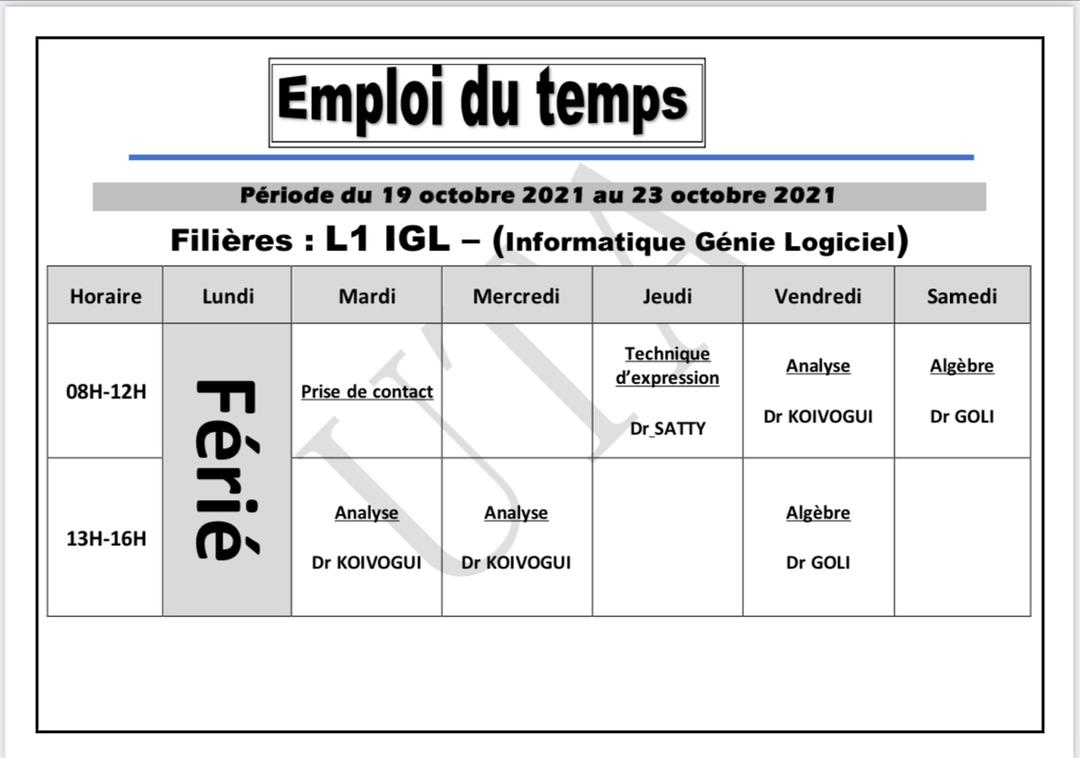 Emploi du temps
Période du 19 octobre 2021 au 23 octobre 2021
Filières : L1 IGL – (Informatique Génie Logiciel)
Horaire Lundi Mardi Mercredi Jeudi Vendredi Samedi
08H-12H
Férié
Prise de contact
Technique
d’expression
Dr_SATTY
Analyse
Dr KOIVOGUI
Algèbre
Dr GOLI
13H-16H
Analyse
Dr KOIVOGUI
Analyse
Dr KOIVOGUI
Algèbre
Dr GOLI
UTA